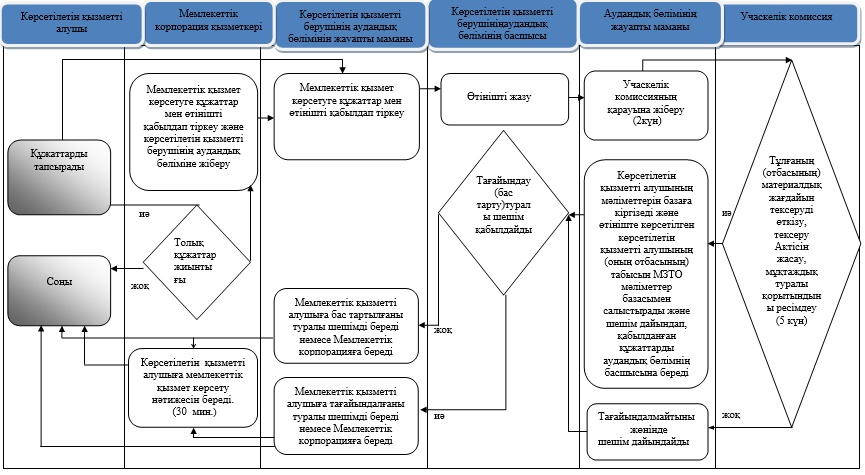 Көрсетілетін қызметті
алушы
Мемлекеттік
корпорация қызметкері
Көрсетілетін қызметті
берушінің аудандық
бөлімінің жауапты маманы
Көрсетілетін қызметті
берушініңаудандық
бөлімінің басшысы
Аудандық бөлімінің
жауапты маманы
Учаскелік комиссия
Құжаттарды
тапсырады
Соңы
Мемлекеттік қызмет
көрсетуге құжаттар
мен өтінішті
қабылдап тіркеу және
көрсетілетін қызметті
берушінің аудандық
бөліміне жіберу
иә
Толық
құжаттар
жиынты
ғы
жоқ
Көрсетілетін қызметті
алушыға мемлекеттік
қызмет көрсету
нәтижесін береді.
(30 мин.)
Мемлекеттік қызмет
көрсетуге құжаттар мен
өтінішті қабылдап тіркеу
Мемлекеттік қызметті
алушыға бас тартылғаны
туралы шешімді береді
немесе Мемлекеттік
корпорацияға береді
Мемлекеттік қызметті
алушыға тағайындалғаны
туралы шешімді береді
немесе Мемлекеттік
корпорацияға береді
Өтінішті жазу
Тағайындау
(бас
тарту)турал
ы шешім
қабылдайды
жоқ
иә
Учаскелік
комиссияның
қарауына жіберу
(2күн)
Көрсетілетін
қызметті алушының
мәліметтерін базаға
кіргізеді және
өтініште көрсетілген
көрсетілетін
қызметті алушының
(оның отбасының)
табысын МЗТО
мәліметтер
базасымен
салыстырады және
шешім дайындап,
қабылданған
құжаттарды
аудандық бөлімнің
басшысына береді
Тағайындалмайтыны
жөнінде
шешім дайындайды
иә
жоқ
Тұлғаның
(отбасының)
материалдық
жағдайын
тексеруді
өткізу,
тексеру
Актісін
жасау,
мұқтаждық
туралы
қорытындын
ы ресімдеу
(5 күн)